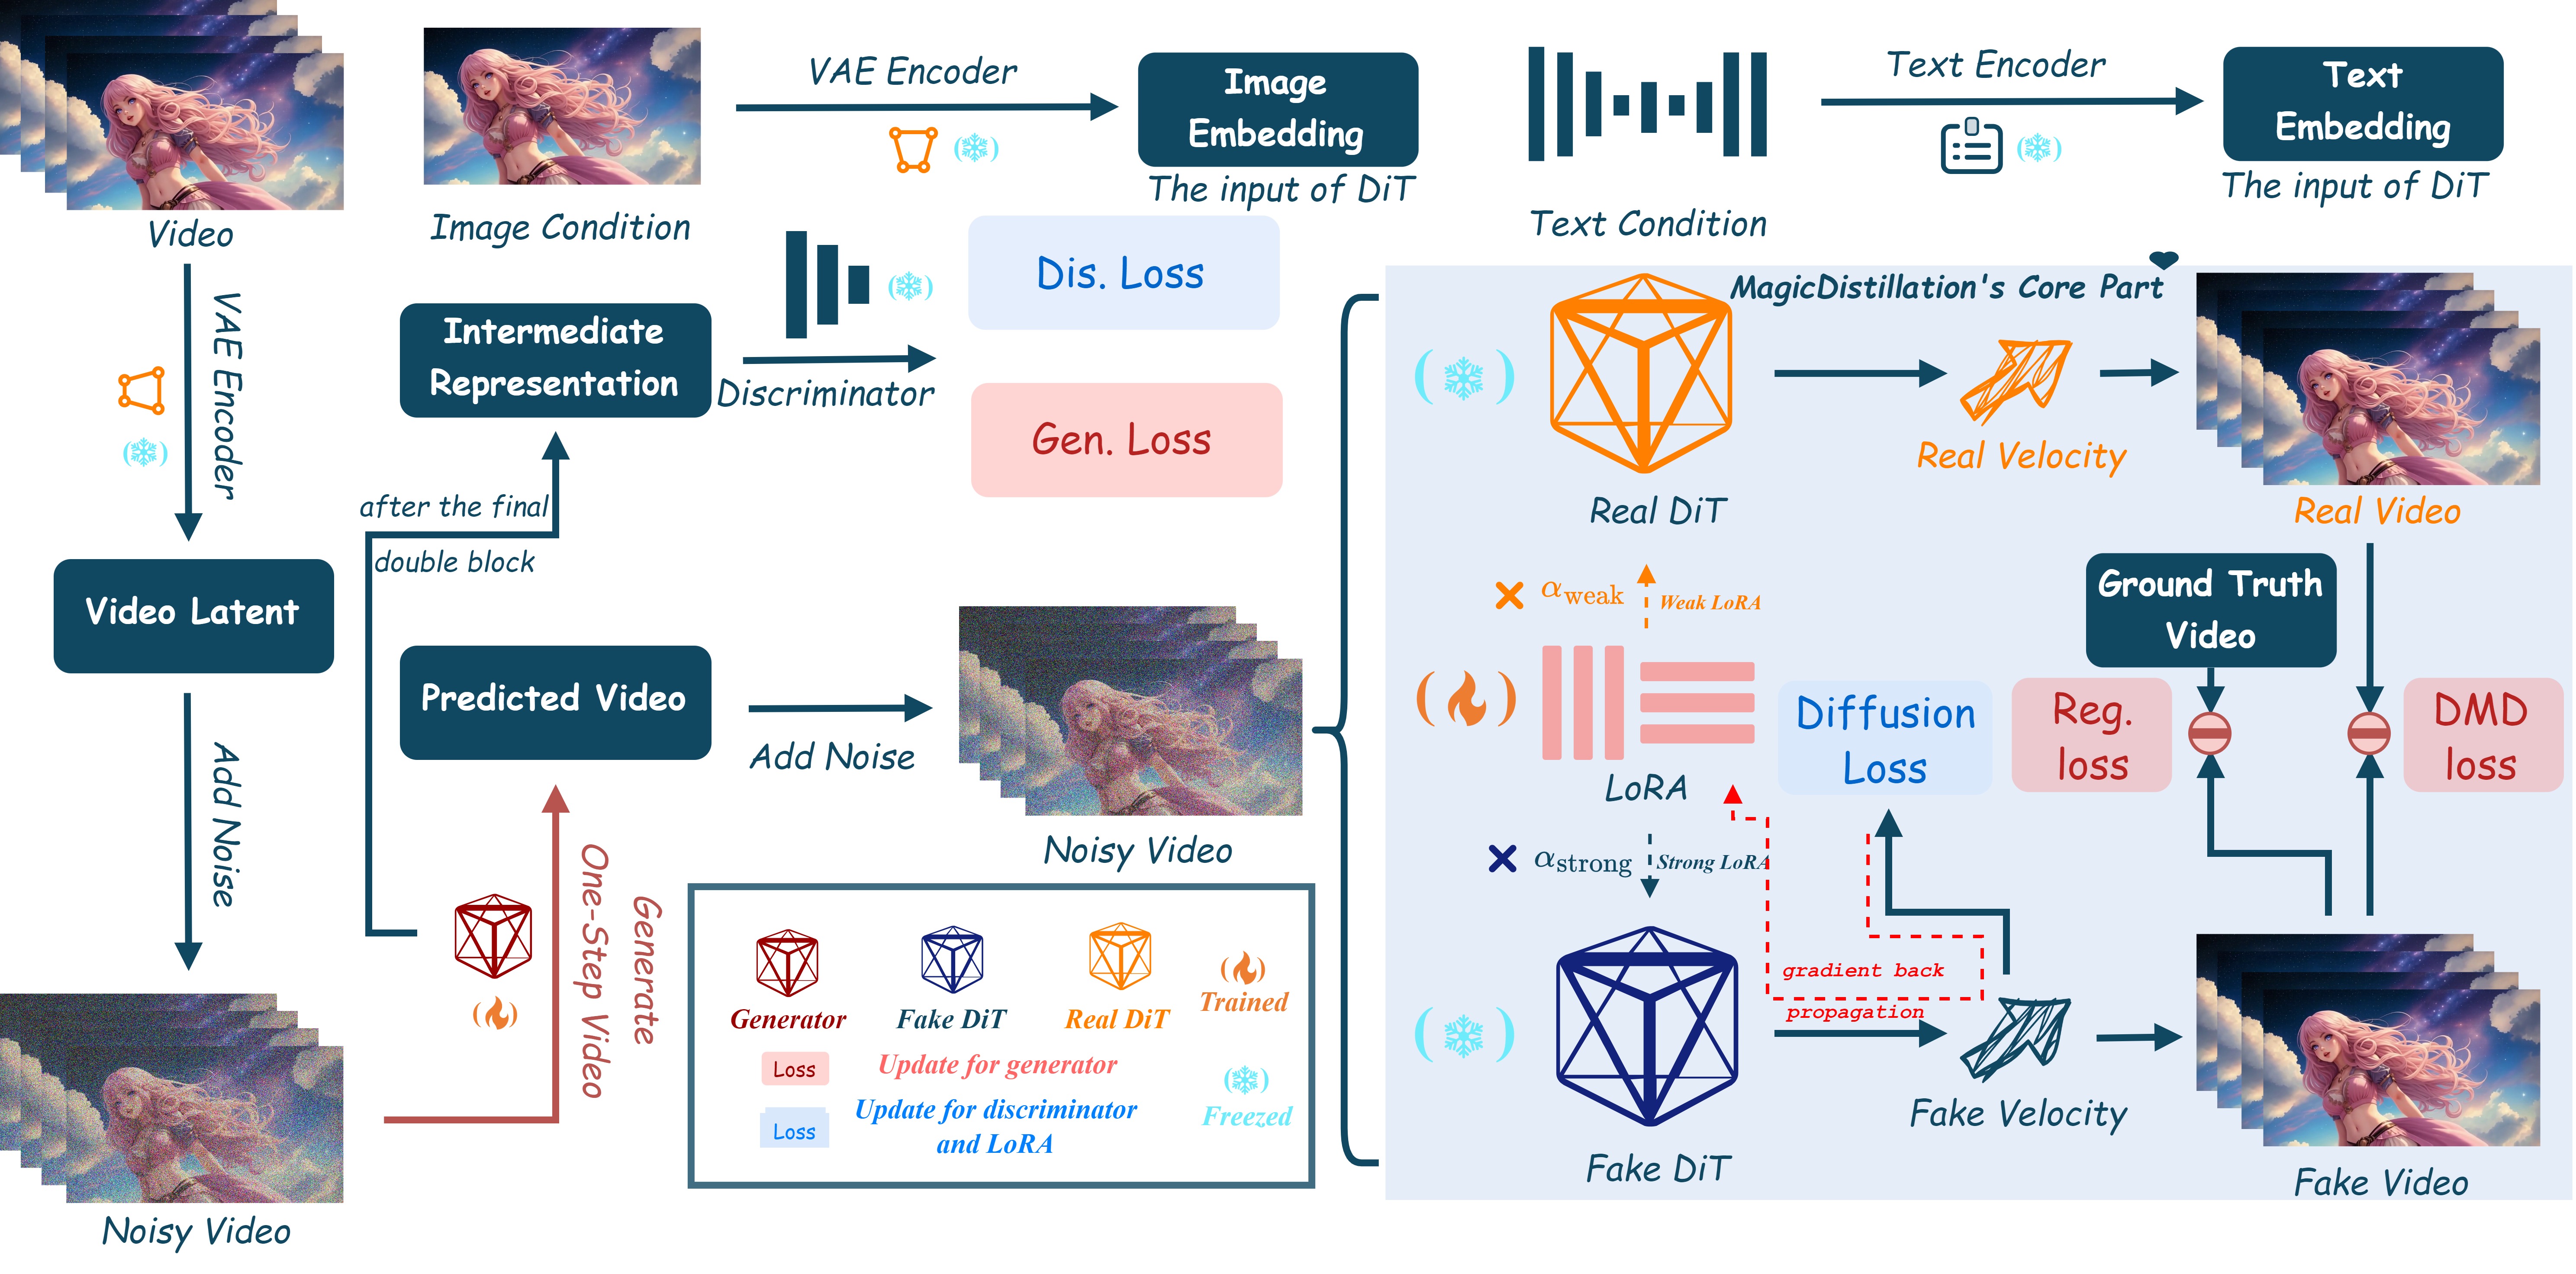 Video
VAE Encoder
Video Latent
Add Noise
Noisy Video
Image Condition
VAE Encoder
Image
Embedding
The input of DiT
Text Condition
Text Encoder
Text
Embedding
The input of DiT
Intermediate
Representation
Discriminator
Dis. Loss
Gen. Loss
after the final
double block
Predicted Video
Add Noise
Noisy Video
Generate
One-Step Video
Generator
Fake DiT
Real DiT
Trained
Loss
Update for generator
Loss
Update for discriminator
and LoRA
Freezed
MagicDistillation's Core Part
Real DiT
Real Velocity
Real Video
αweak
Weak LoRA
LoRA
αstrong
Strong LoRA
Diffusion
Loss
Ground Truth
Video
Reg.
loss
DMD
loss
gradient back
propagation
Fake DiT
Fake Velocity
Fake Video